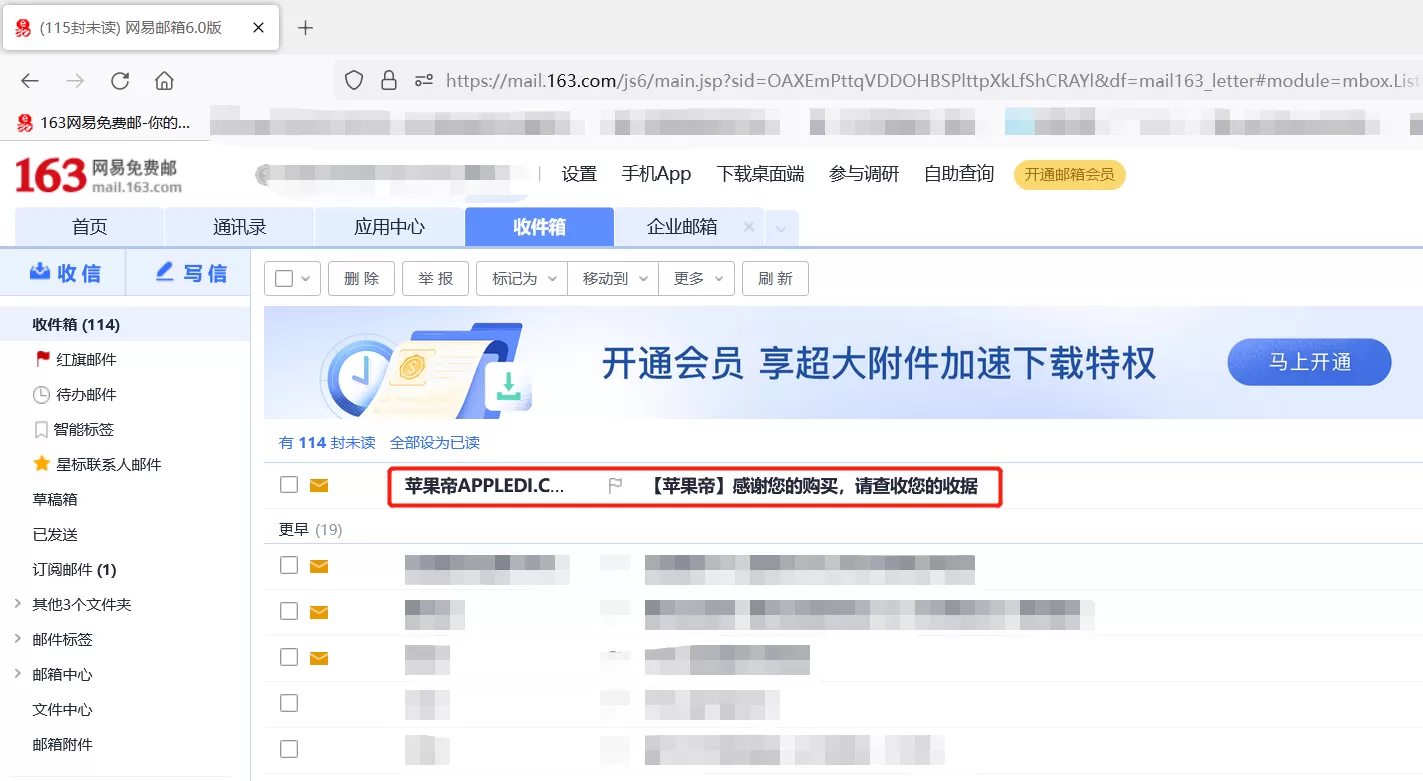 (115封未读) 网易邮箱6.0版
https://mail.163.com/js6/main.jsp?sid=OAXEmPttqVDDOHBSPlttpXkLfShCRAYl&df=mail163_letter#module=mbox.List
163网易免费邮-你的...
163 网易免费邮 mail.163.com
设置 手机App 下载桌面端 参与调研 自助查询 开通邮箱会员
首页 通讯录 应用中心 收件箱 企业邮箱
收信 写信
删除 举报 标记为 移动到 更多 刷新
收件箱 (114)
红旗邮件
待办邮件
智能标签
星标联系人邮件
草稿箱
已发送
订阅邮件 (1)
其他3个文件夹
邮件标签
邮箱中心
文件中心
邮箱附件
开通会员 享超大附件加速下载特权 马上开通
有 114 封未读 全部设为已读
苹果帝APPLEDI.C... 【苹果帝】感谢您的购买，请查收您的收据
更早 (19)